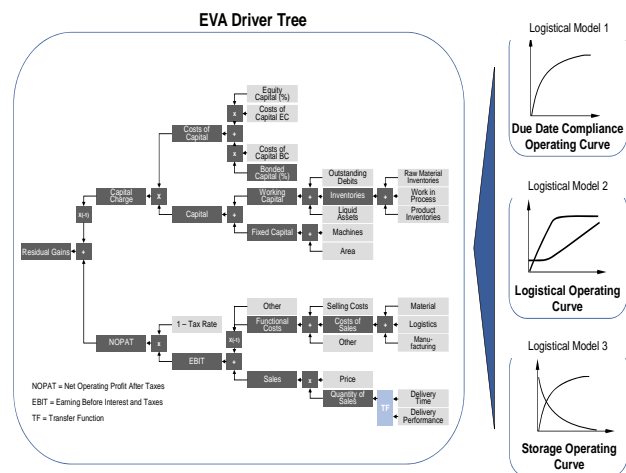 EVA Driver Tree
Equity
Capital (%)
x
Costs of
Capital EC
Costs of
Capital
+
x
Costs of
Capital BC
Bonded
Capital (%)
Capital
Charge
x
Outstanding
Debits
Raw Material
Inventories
Working
Capital
+
Inventories
+
Work in
Process
X(-1)
Capital
+
Liquid
Assets
Product
Inventories
Fixed Capital
+
Machines
Area
Residual Gains
+
1 – Tax Rate
Other
Selling Costs
Material
Functional
Costs
+
Costs of
Sales
+
Logistics
NOPAT
x
X(-1)
Other
Manu-
facturing
EBIT
+
Sales
x
Price
Quantity of
Sales
TF
Delivery
Time
Delivery
Performance
NOPAT = Net Operating Profit After Taxes
EBIT = Earning Before Interest and Taxes
TF = Transfer Function
Logistical Model 1
Due Date Compliance
Operating Curve
Logistical Model 2
Logistical Operating
Curve
Logistical Model 3
Storage Operating
Curve